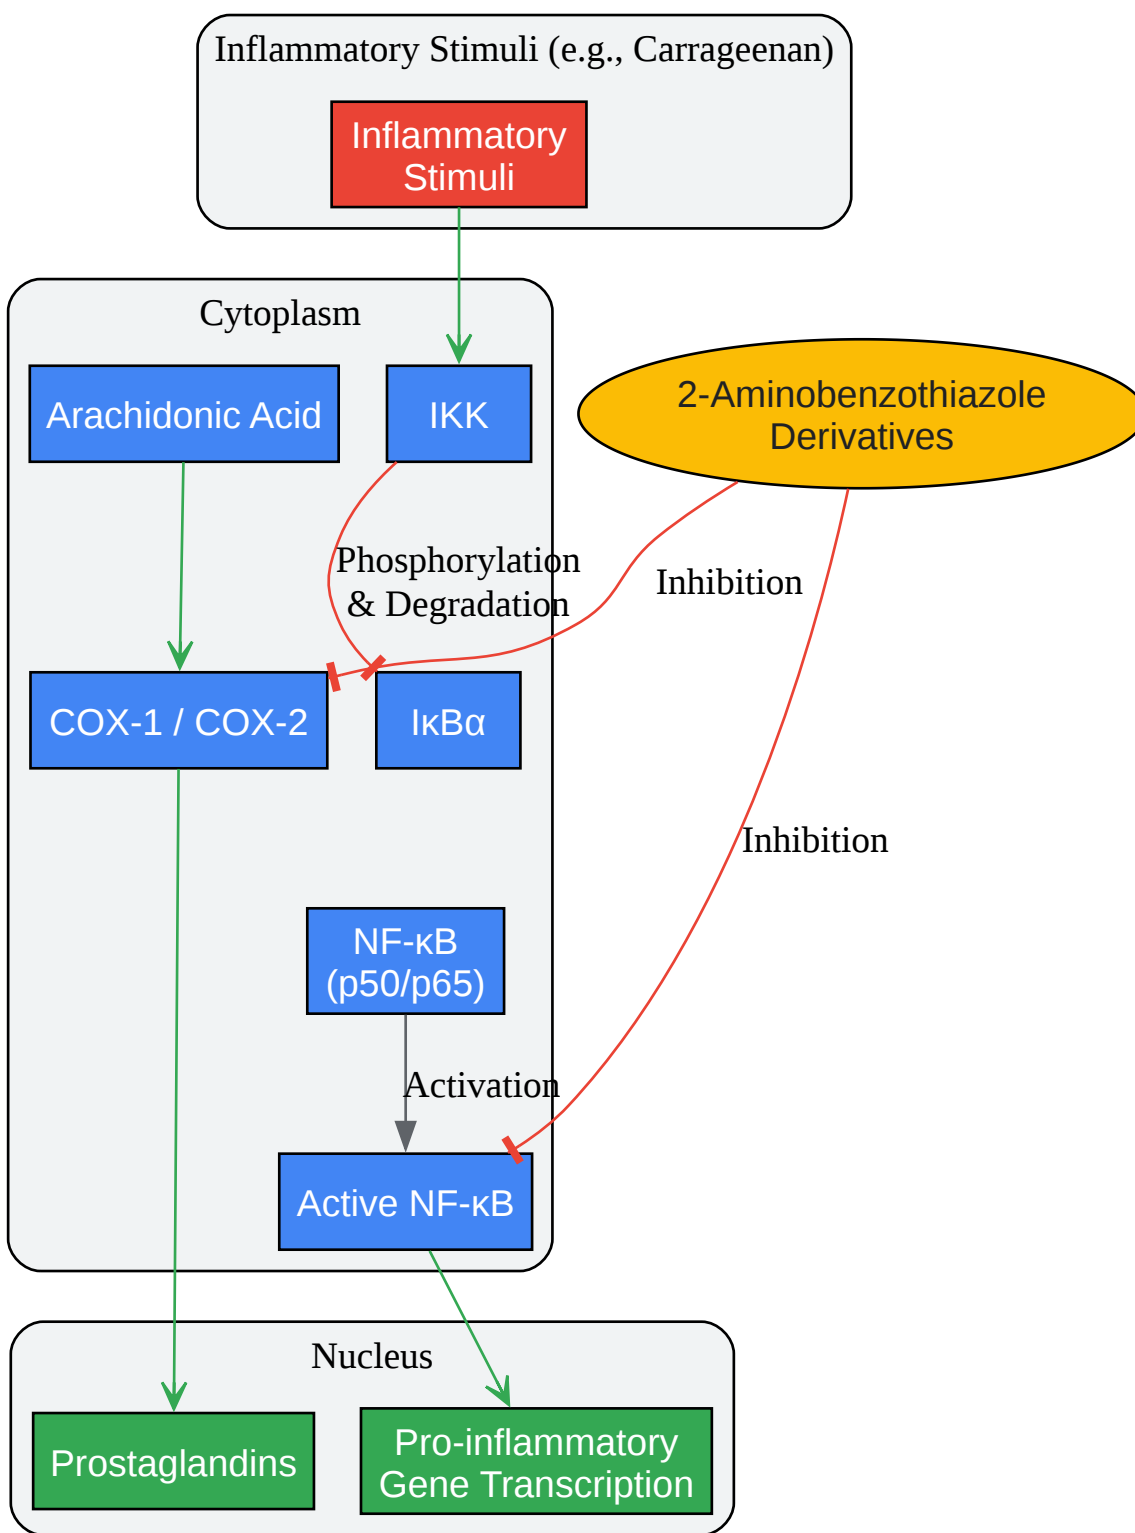 Inflammatory Stimuli (e.g., Carrageenan)
Inflammatory
Stimuli
Cytoplasm
Arachidonic Acid
IKK
2-Aminobenzothiazole
Derivatives
Phosphorylation
& Degradation
Inhibition
COX-1 / COX-2
IκBα
Inhibition
NF-κB
(p50/p65)
Activation
Active NF-κB
Nucleus
Prostaglandins
Pro-inflammatory
Gene Transcription